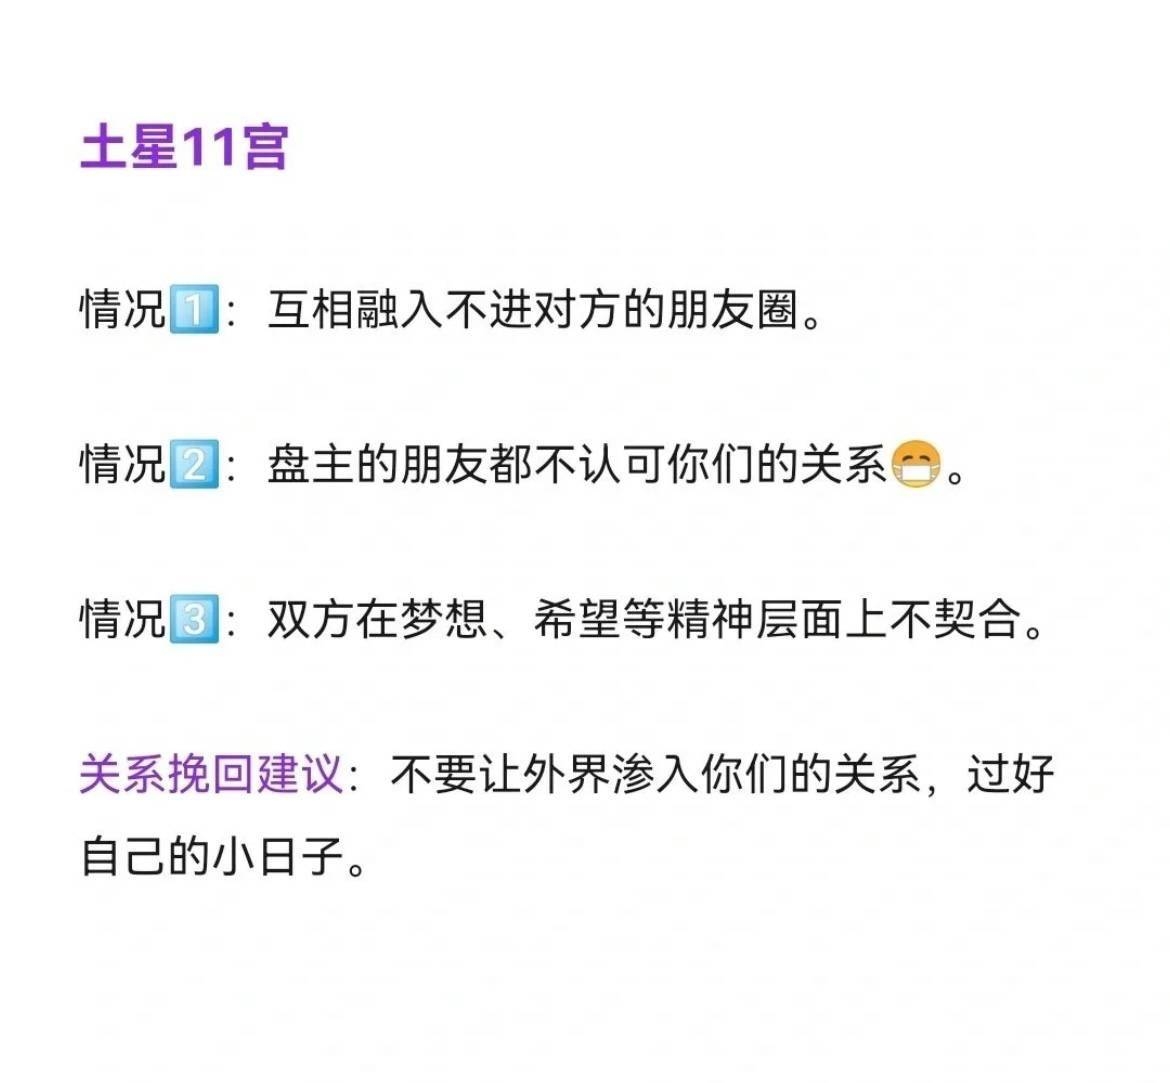 土星11宫
情况1️⃣：互相融入不进对方的朋友圈。
情况2️⃣：盘主的朋友都不认可你们的关系😷。
情况3️⃣：双方在梦想、希望等精神层面上不契合。
关系挽回建议：不要让外界渗入你们的关系，过好
自己的小日子。